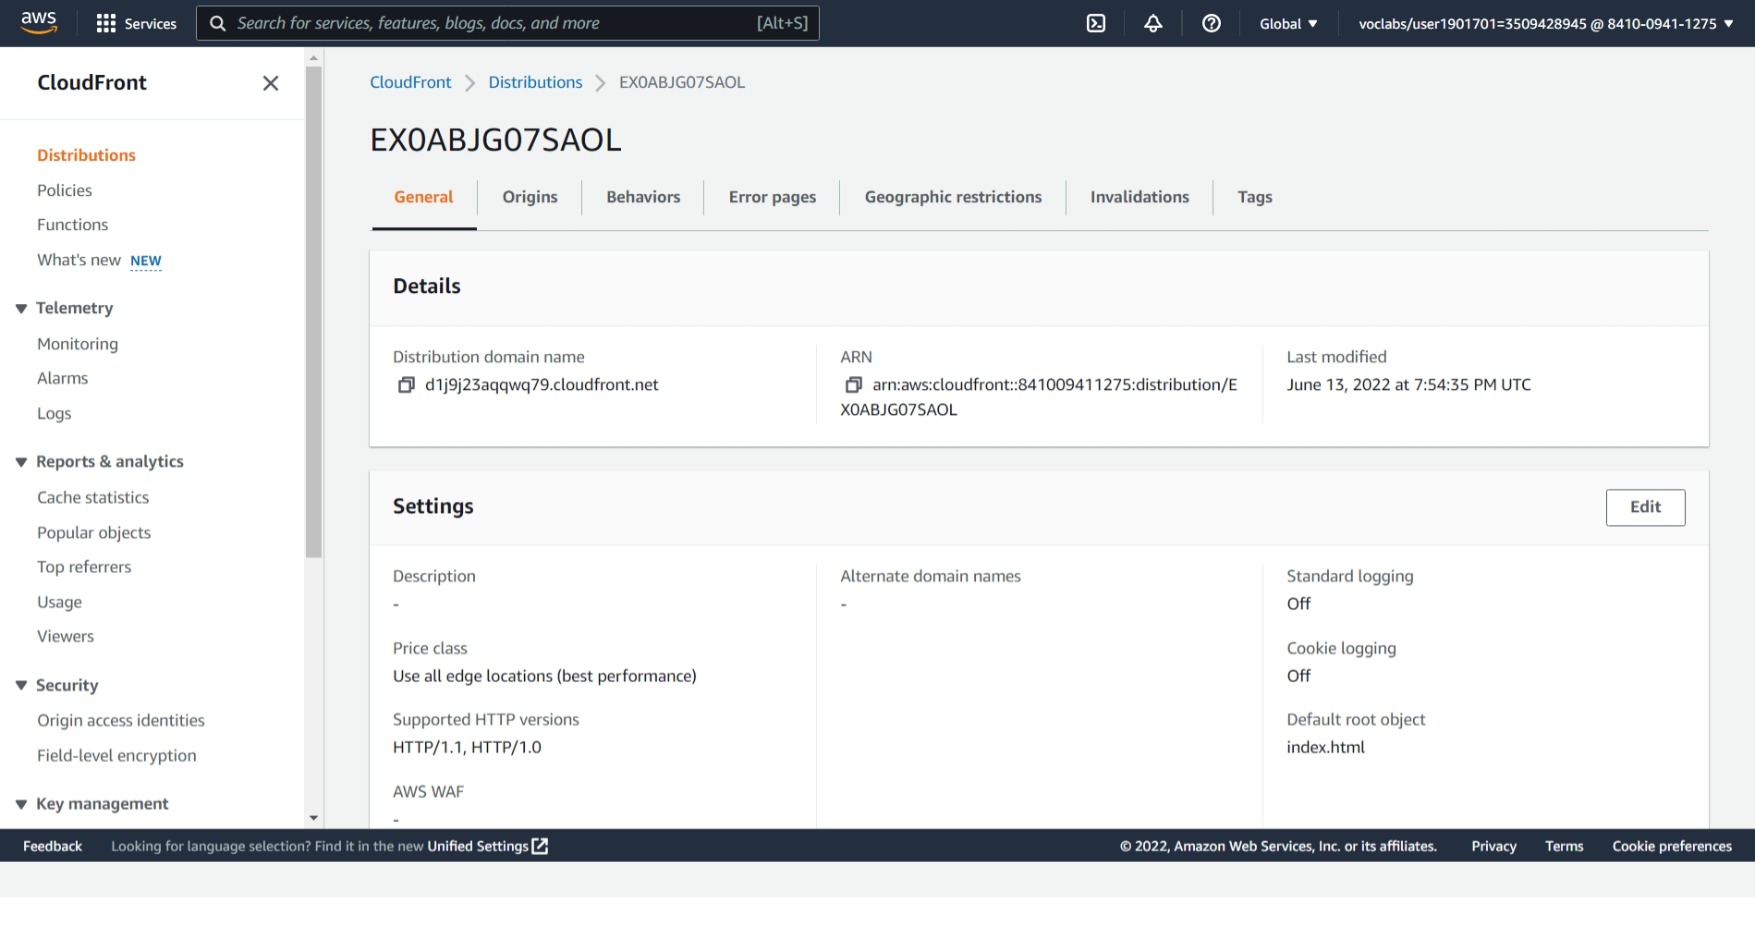 aws
Services
Search for services, features, blogs, docs, and more
[Alt+S]
Global
voclabs/user1901701=3509428945 @ 8410-0941-1275
CloudFront
Distributions
Policies
Functions
What's new NEW
Telemetry
Monitoring
Alarms
Logs
Reports & analytics
Cache statistics
Popular objects
Top referrers
Usage
Viewers
Security
Origin access identities
Field-level encryption
Key management
CloudFront
Distributions
EX0ABJG07SAOL
EX0ABJG07SAOL
General
Origins
Behaviors
Error pages
Geographic restrictions
Invalidations
Tags
Details
Distribution domain name
d1j9j23aqqwq79.cloudfront.net
ARN
arn:aws:cloudfront::841009411275:distribution/E
X0ABJG07SAOL
Last modified
June 13, 2022 at 7:54:35 PM UTC
Settings
Edit
Description
-
Price class
Use all edge locations (best performance)
Supported HTTP versions
HTTP/1.1, HTTP/1.0
AWS WAF
-
Alternate domain names
-
Standard logging
Off
Cookie logging
Off
Default root object
index.html
Feedback
Looking for language selection? Find it in the new Unified Settings
© 2022, Amazon Web Services, Inc. or its affiliates.
Privacy
Terms
Cookie preferences